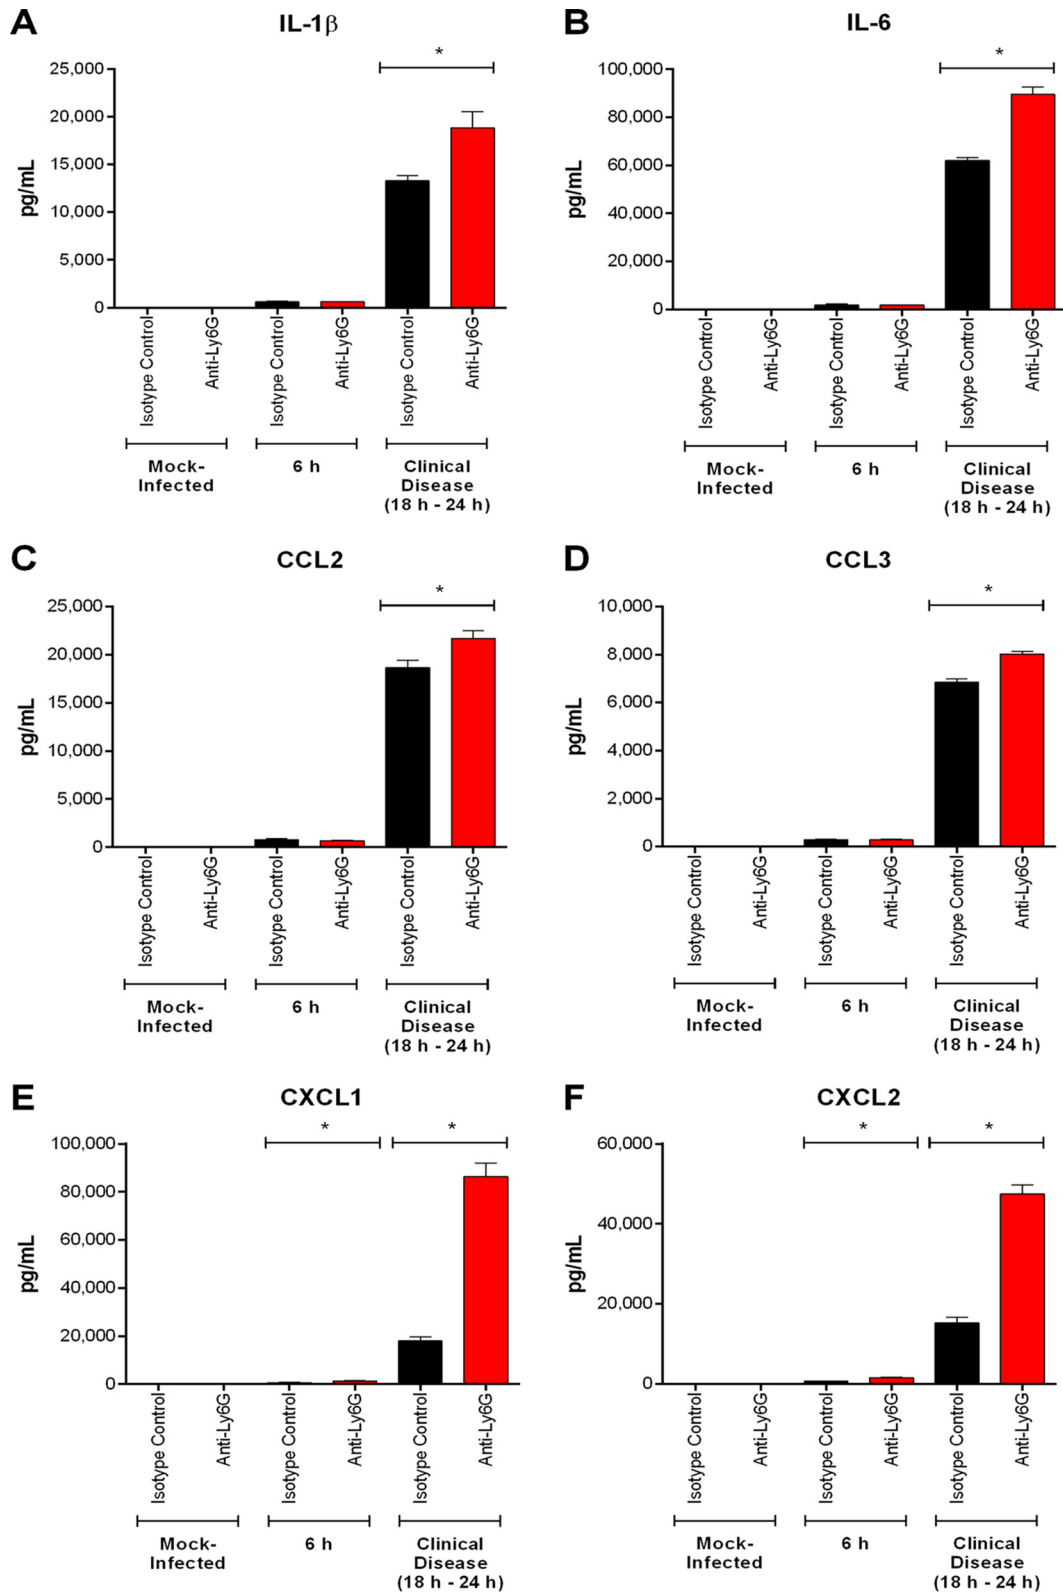 A
IL-1β
*
25,000
20,000
15,000
10,000
5,000
0
pg/mL
Isotype Control
Anti-Ly6G
Isotype Control
Anti-Ly6G
Isotype Control
Anti-Ly6G
Mock-
Infected
6 h
Clinical
Disease
(18 h - 24 h)
B
IL-6
*
100,000
80,000
60,000
40,000
20,000
0
pg/mL
Isotype Control
Anti-Ly6G
Isotype Control
Anti-Ly6G
Isotype Control
Anti-Ly6G
Mock-
Infected
6 h
Clinical
Disease
(18 h - 24 h)
C
CCL2
*
25,000
20,000
15,000
10,000
5,000
0
pg/mL
Isotype Control
Anti-Ly6G
Isotype Control
Anti-Ly6G
Isotype Control
Anti-Ly6G
Mock-
Infected
6 h
Clinical
Disease
(18 h - 24 h)
D
CCL3
*
10,000
8,000
6,000
4,000
2,000
0
pg/mL
Isotype Control
Anti-Ly6G
Isotype Control
Anti-Ly6G
Isotype Control
Anti-Ly6G
Mock-
Infected
6 h
Clinical
Disease
(18 h - 24 h)
E
CXCL1
*
*
100,000
80,000
60,000
40,000
20,000
0
pg/mL
Isotype Control
Anti-Ly6G
Isotype Control
Anti-Ly6G
Isotype Control
Anti-Ly6G
Mock-
Infected
6 h
Clinical
Disease
(18 h - 24 h)
F
CXCL2
*
*
60,000
40,000
20,000
0
pg/mL
Isotype Control
Anti-Ly6G
Isotype Control
Anti-Ly6G
Isotype Control
Anti-Ly6G
Mock-
Infected
6 h
Clinical
Disease
(18 h - 24 h)